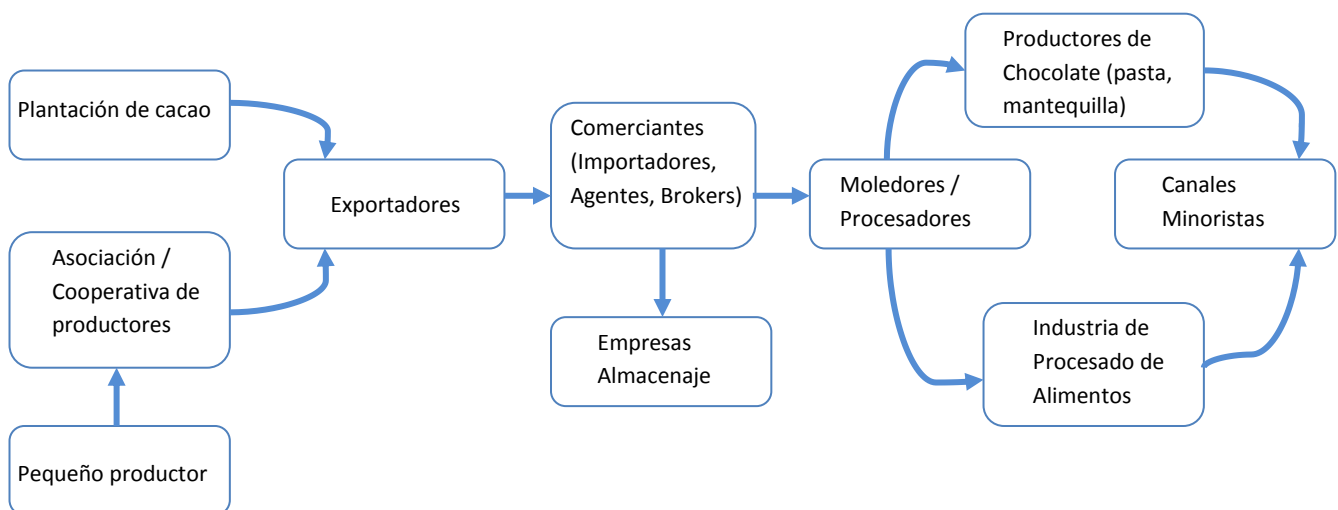 Plantación de cacao
Asociación /
Cooperativa de
productores
Pequeño productor
Exportadores
Comerciantes
(Importadores,
Agentes, Brokers)
Empresas
Almacenaje
Moledores /
Procesadores
Productores de
Chocolate (pasta,
mantequilla)
Industria de
Procesado de
Alimentos
Canales
Minoristas